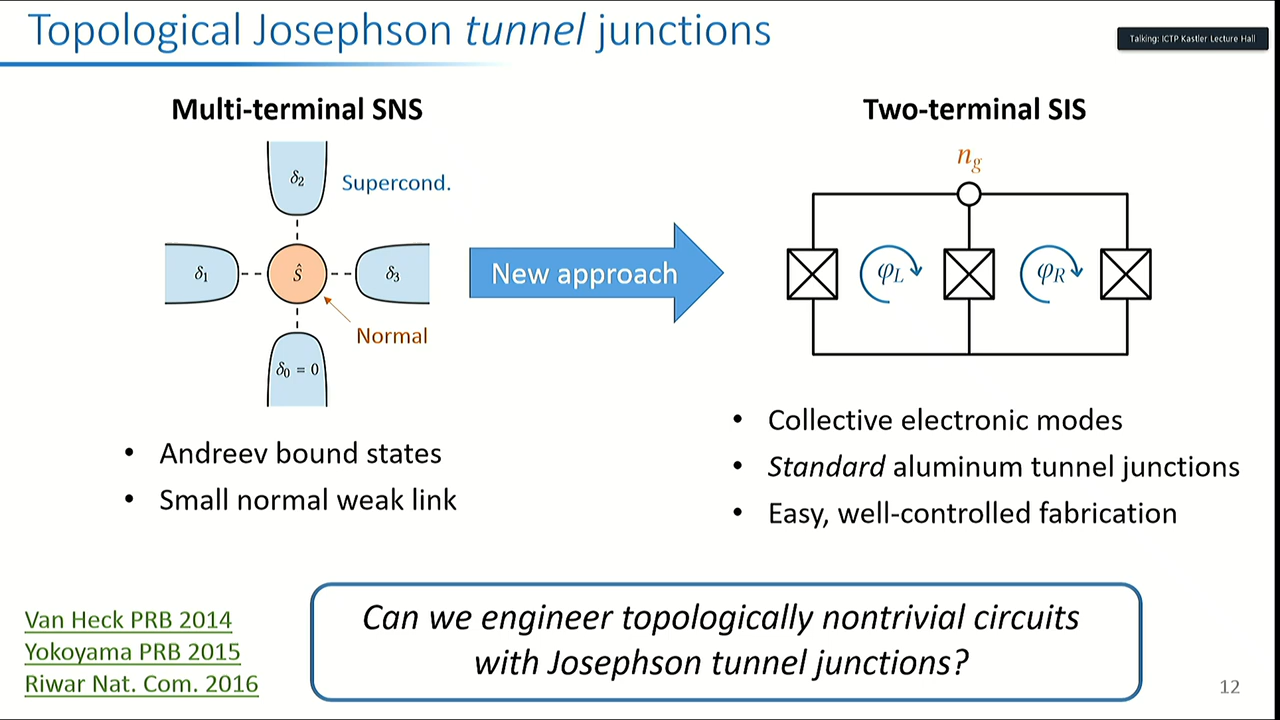 Topological Josephson tunnel junctions
Talking: ICTP Kastler Lecture Hall
Multi-terminal SNS
δ₂
Supercond.
δ₁
Ŝ
δ₃
Normal
δ₀ = 0
• Andreev bound states
• Small normal weak link
New approach
Two-terminal SIS
n_g
φ_L
φ_R
• Collective electronic modes
• Standard aluminum tunnel junctions
• Easy, well-controlled fabrication
Van Heck PRB 2014
Yokoyama PRB 2015
Riwar Nat. Com. 2016
Can we engineer topologically nontrivial circuits
with Josephson tunnel junctions?
12